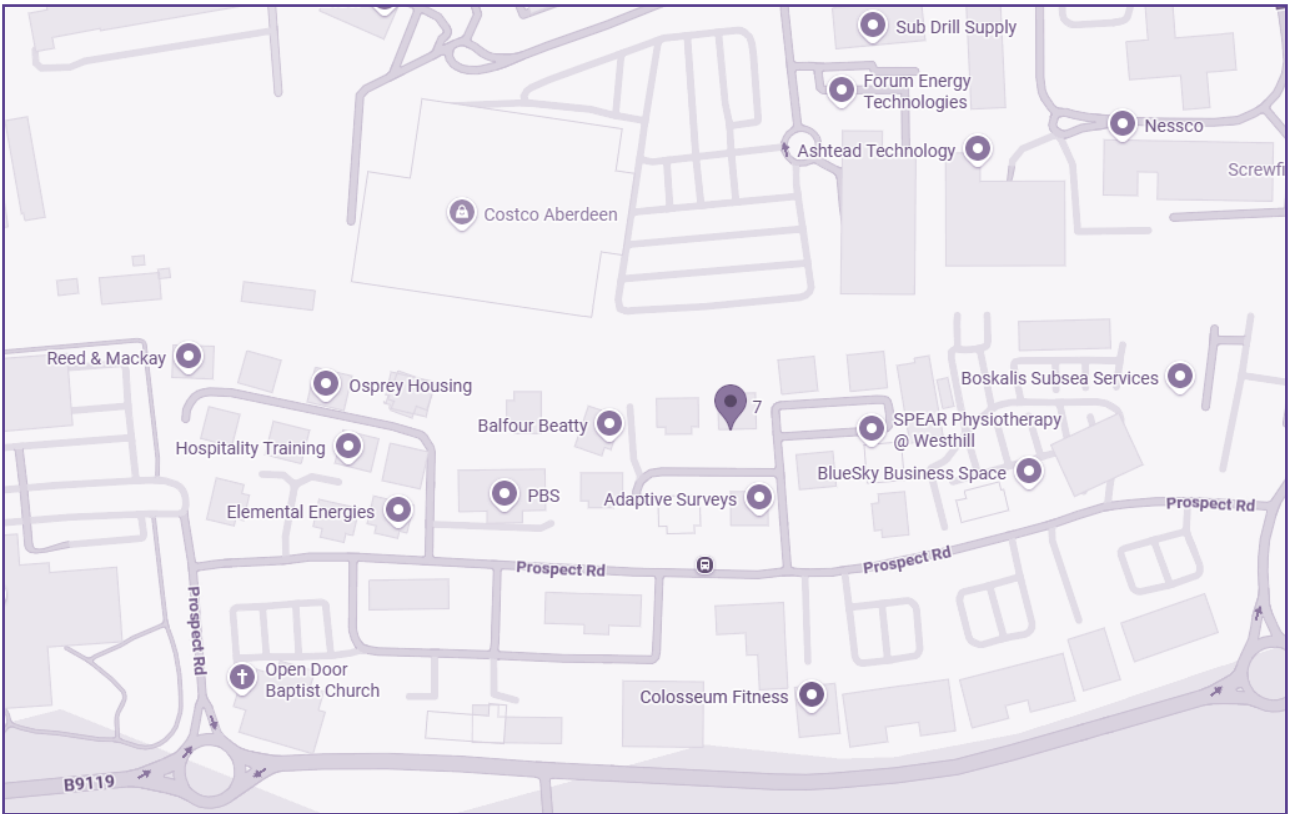 Sub Drill Supply
Forum Energy
Technologies
Nessco
Ashtead Technology
Screwfi
Costco Aberdeen
Reed & Mackay
Osprey Housing
Boskalis Subsea Services
7
Balfour Beatty
SPEAR Physiotherapy
@ Westhill
Hospitality Training
BlueSky Business Space
PBS
Adaptive Surveys
Elemental Energies
Prospect Rd
Prospect Rd
Prospect Rd
Prospect Rd
Open Door
Baptist Church
Colosseum Fitness
B9119